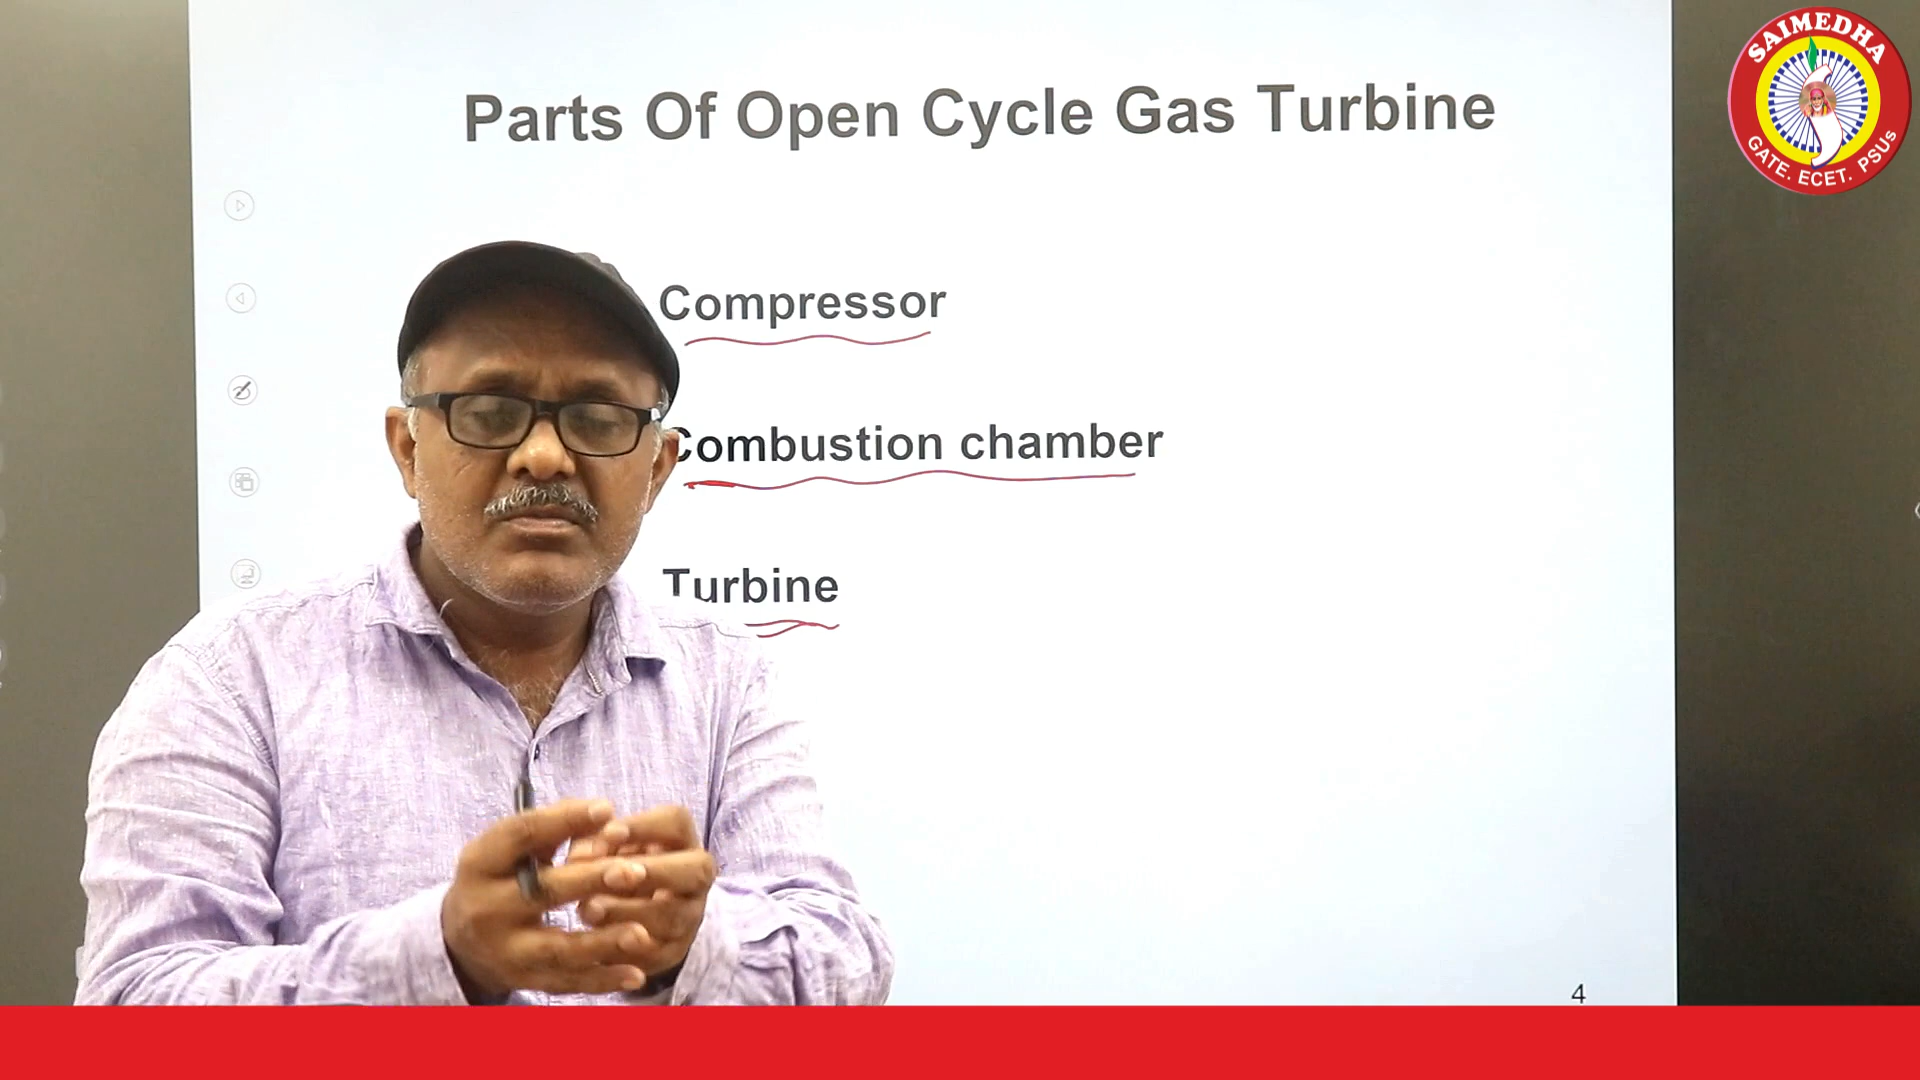 Parts Of Open Cycle Gas Turbine
SAIMEDHA
GATE. ECET. PSUs
Compressor
Combustion chamber
Turbine
4